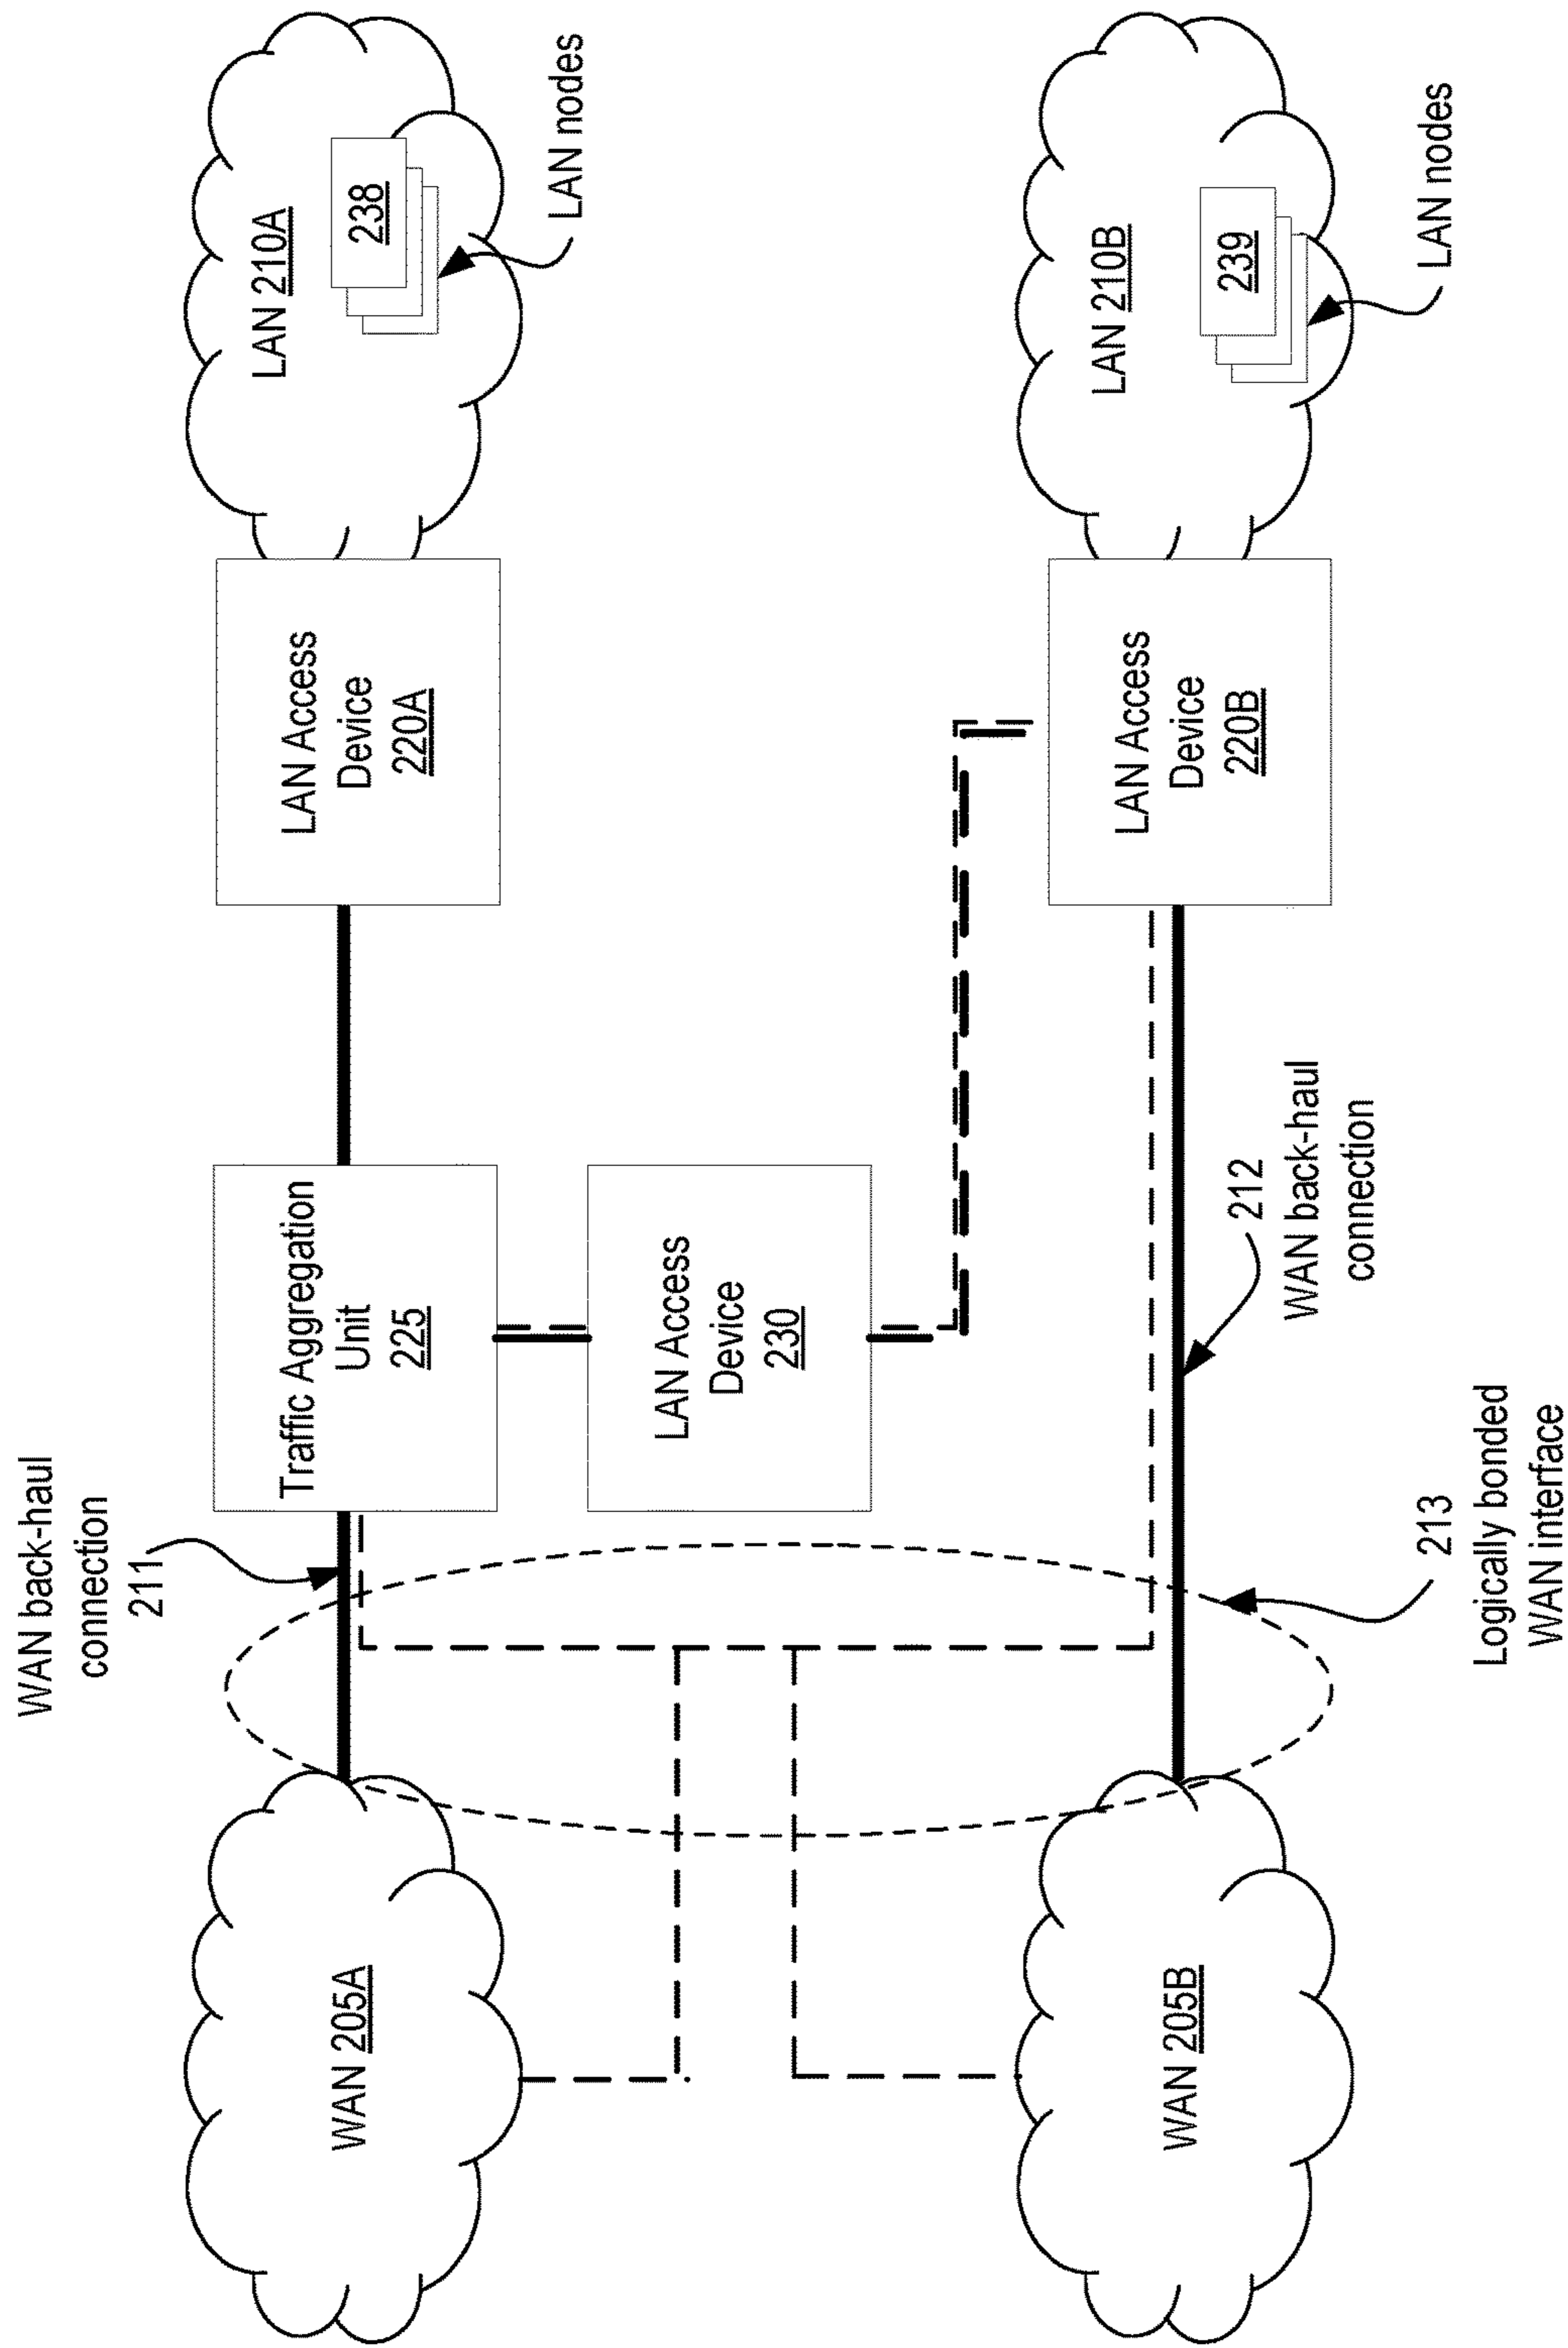 WAN back-haul
connection
211
WAN 205A
Traffic Aggregation
Unit
225
LAN Access
Device
220A
LAN 210A
238
LAN nodes
LAN Access
Device
230
WAN 205B
LAN Access
Device
220B
LAN 210B
239
LAN nodes
212
WAN back-haul
connection
213
Logically bonded
WAN interface